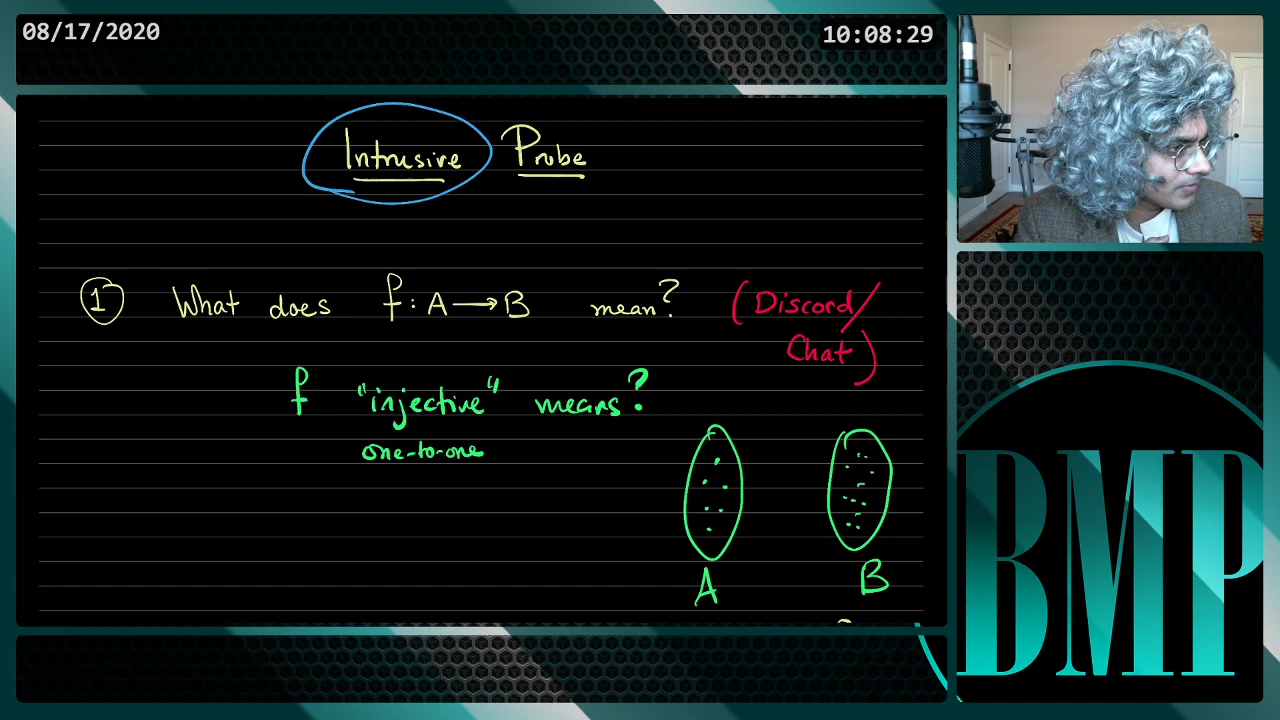 08/17/2020
10:08:29
Intrusive Probe
1 What does f : A → B mean? (Discord/
Chat)
f "injective" means?
one-to-one
A B
BMP